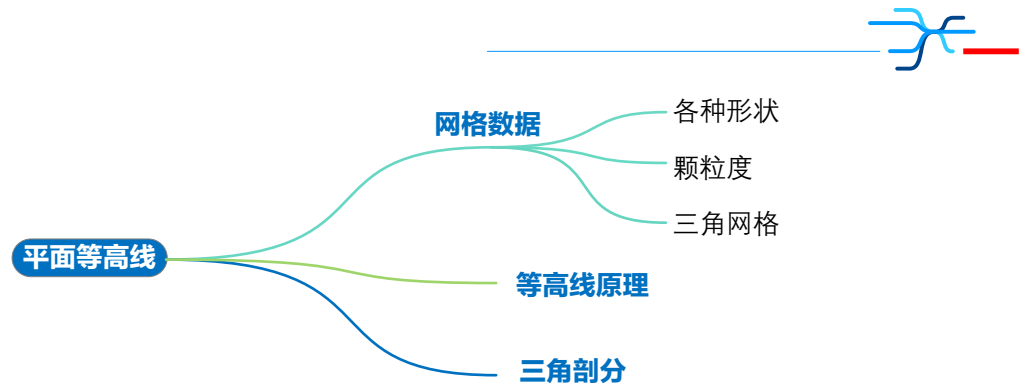 平面等高线
网格数据
各种形状
颗粒度
三角网格
等高线原理
三角剖分